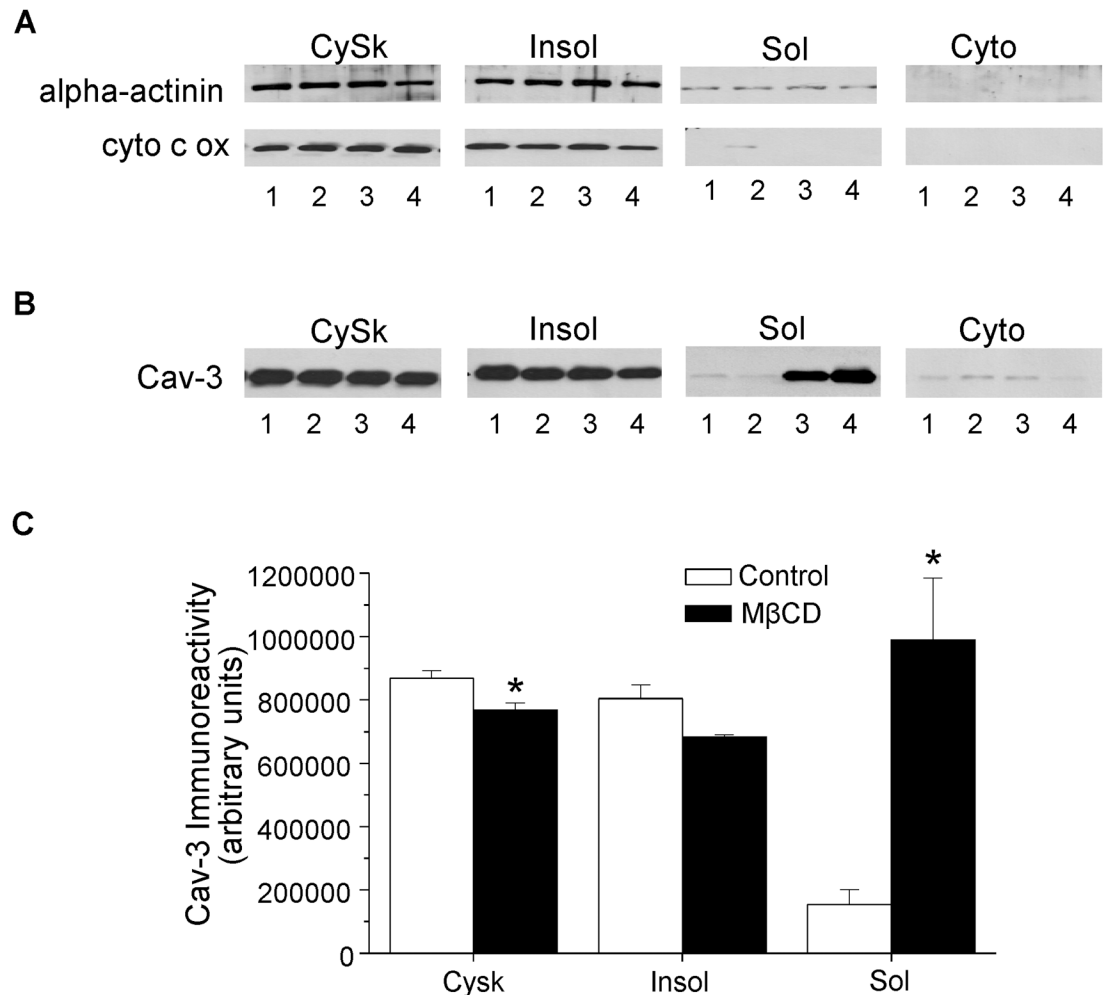 A
CySk Insol Sol Cyto
alpha-actinin
cyto c ox
1 2 3 4 1 2 3 4 1 2 3 4 1 2 3 4
B
CySk Insol Sol Cyto
Cav-3
1 2 3 4 1 2 3 4 1 2 3 4 1 2 3 4
C
Cav-3 Immunoreactivity
(arbitrary units)
1200000
1000000
800000
600000
400000
200000
0
Control
MβCD
*
*
Cysk Insol Sol